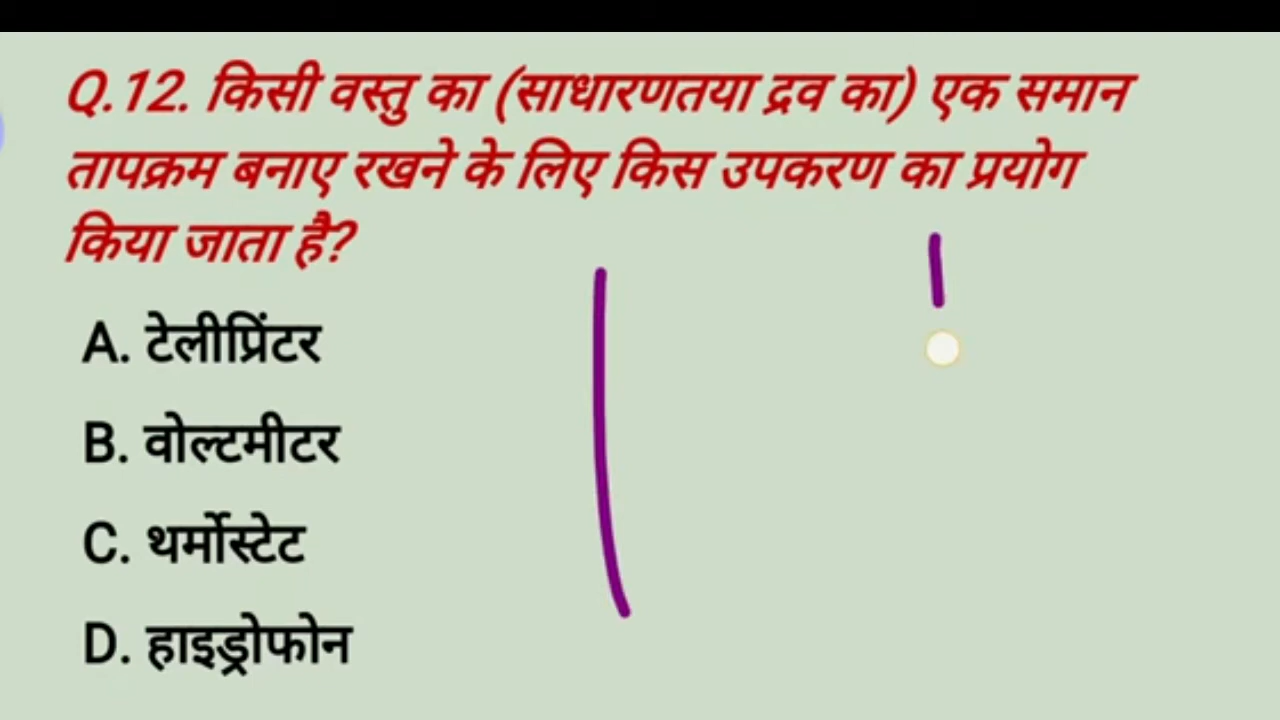 Q.12. किसी वस्तु का (साधारणतया द्रव का) एक समान
तापक्रम बनाए रखने के लिए किस उपकरण का प्रयोग
किया जाता है?
A. टेलीप्रिंटर
B. वोल्टमीटर
C. थर्मोस्टेट
D. हाइड्रोफोन